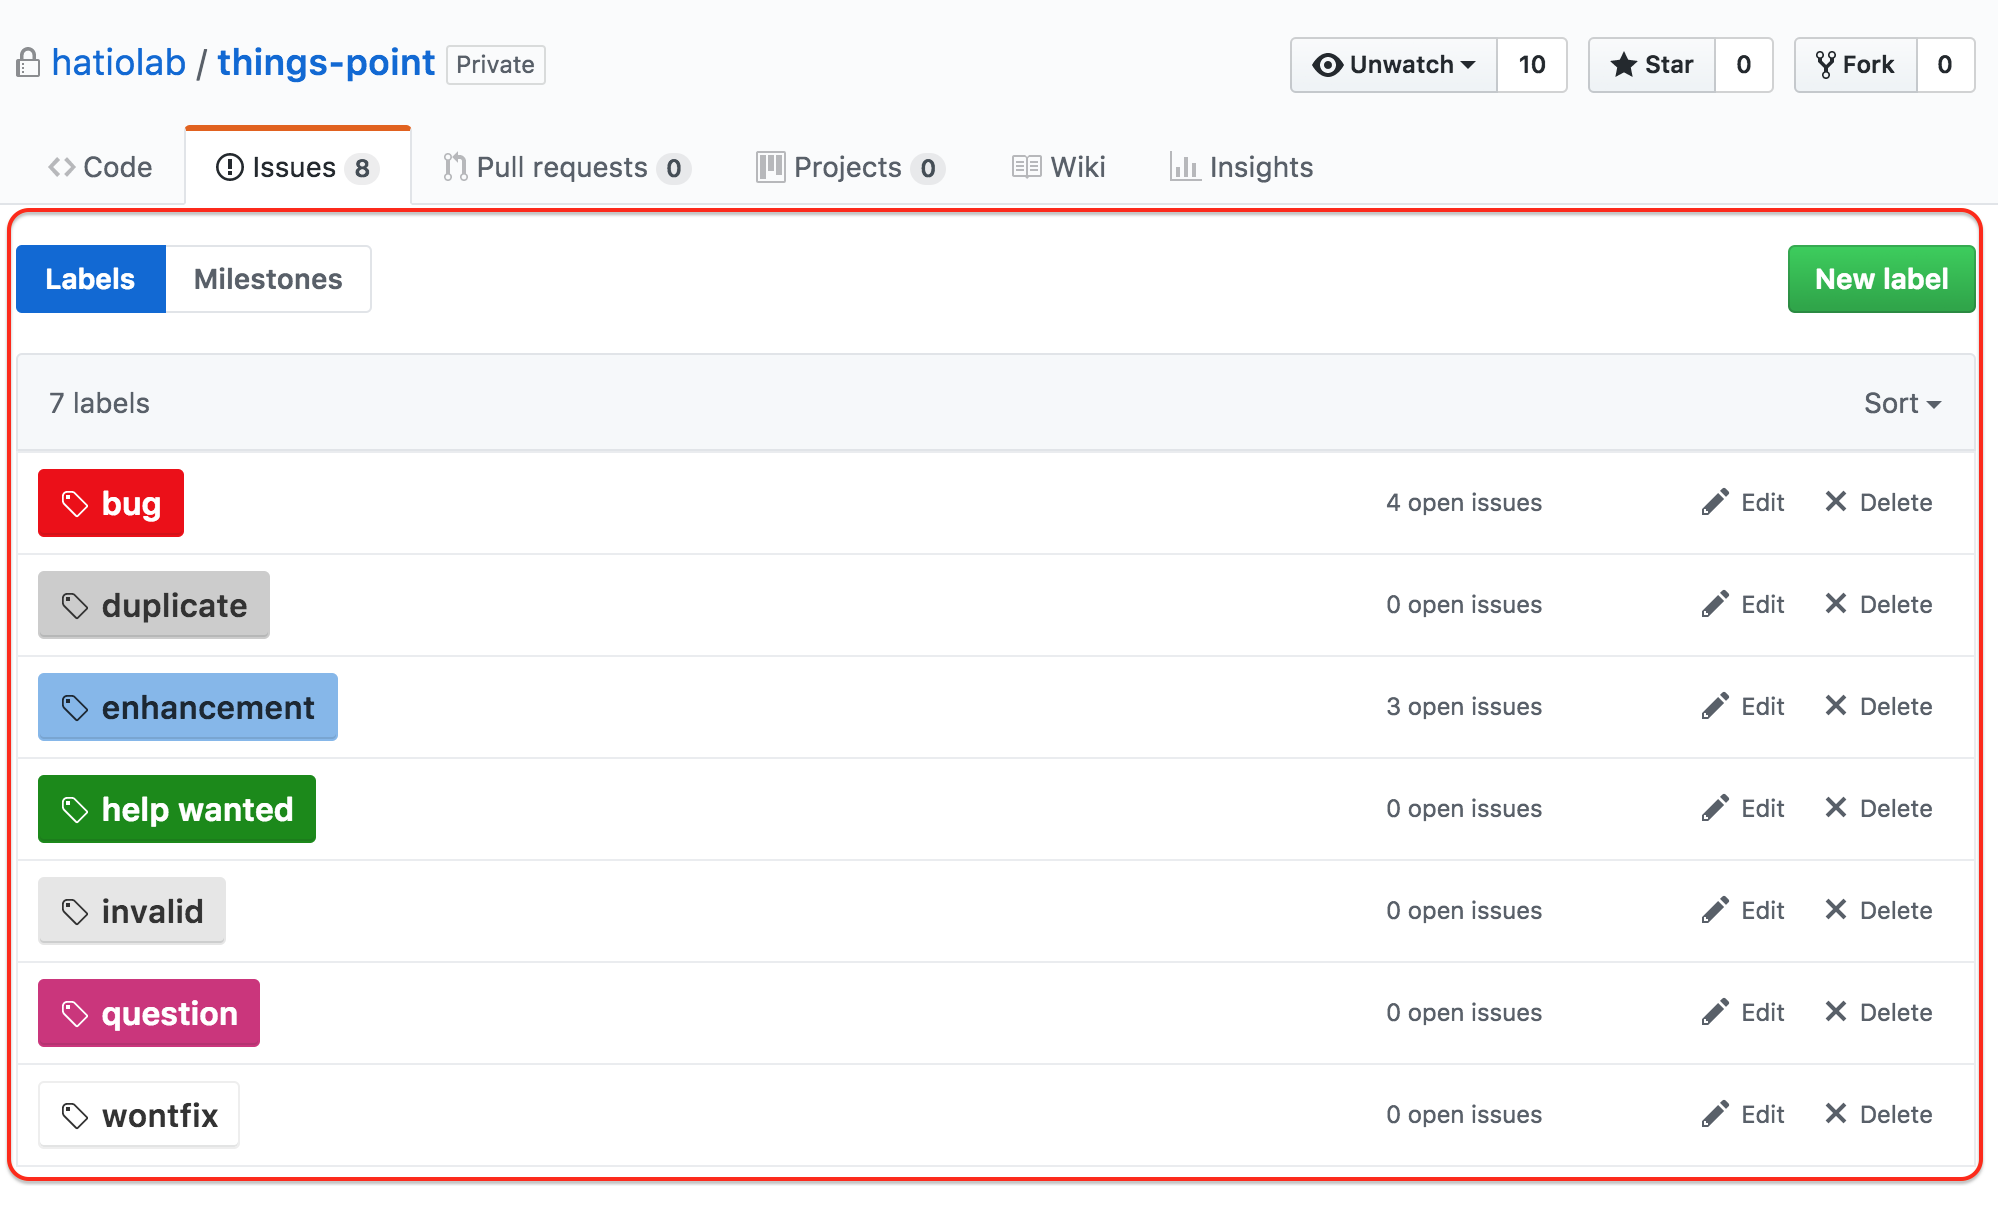 hatiolab / things-point Private Unwatch 10 Star 0 Fork 0
Code Issues 8 Pull requests 0 Projects 0 Wiki Insights
Labels Milestones New label
7 labels Sort
bug 4 open issues Edit Delete
duplicate 0 open issues Edit Delete
enhancement 3 open issues Edit Delete
help wanted 0 open issues Edit Delete
invalid 0 open issues Edit Delete
question 0 open issues Edit Delete
wontfix 0 open issues Edit Delete